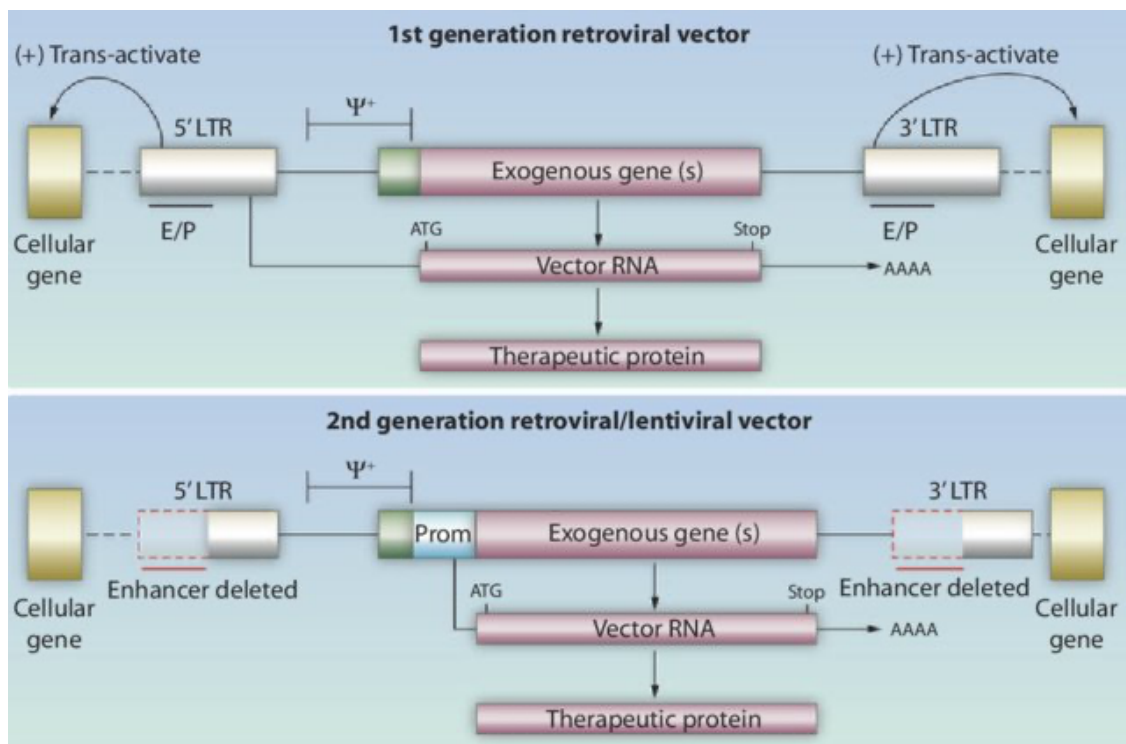 1st generation retroviral vector
(+) Trans-activate
(+) Trans-activate
Ψ+
5' LTR
3' LTR
Exogenous gene (s)
E/P
E/P
Cellular
gene
Cellular
gene
ATG
Stop
Vector RNA
AAAA
Therapeutic protein
2nd generation retroviral/lentiviral vector
Ψ+
5' LTR
3' LTR
Prom
Exogenous gene (s)
Enhancer deleted
Enhancer deleted
Cellular
gene
Cellular
gene
ATG
Stop
Vector RNA
AAAA
Therapeutic protein